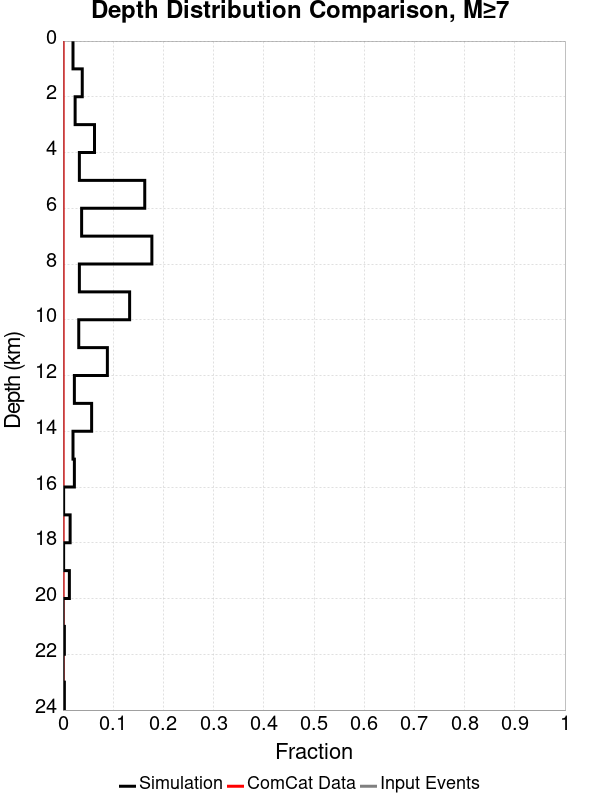 Depth Distribution Comparison, M≥7
0
2
4
6
8
10
12
14
16
18
20
22
24
Depth (km)
0 0.1 0.2 0.3 0.4 0.5 0.6 0.7 0.8 0.9 1
Fraction
Simulation ComCat Data Input Events